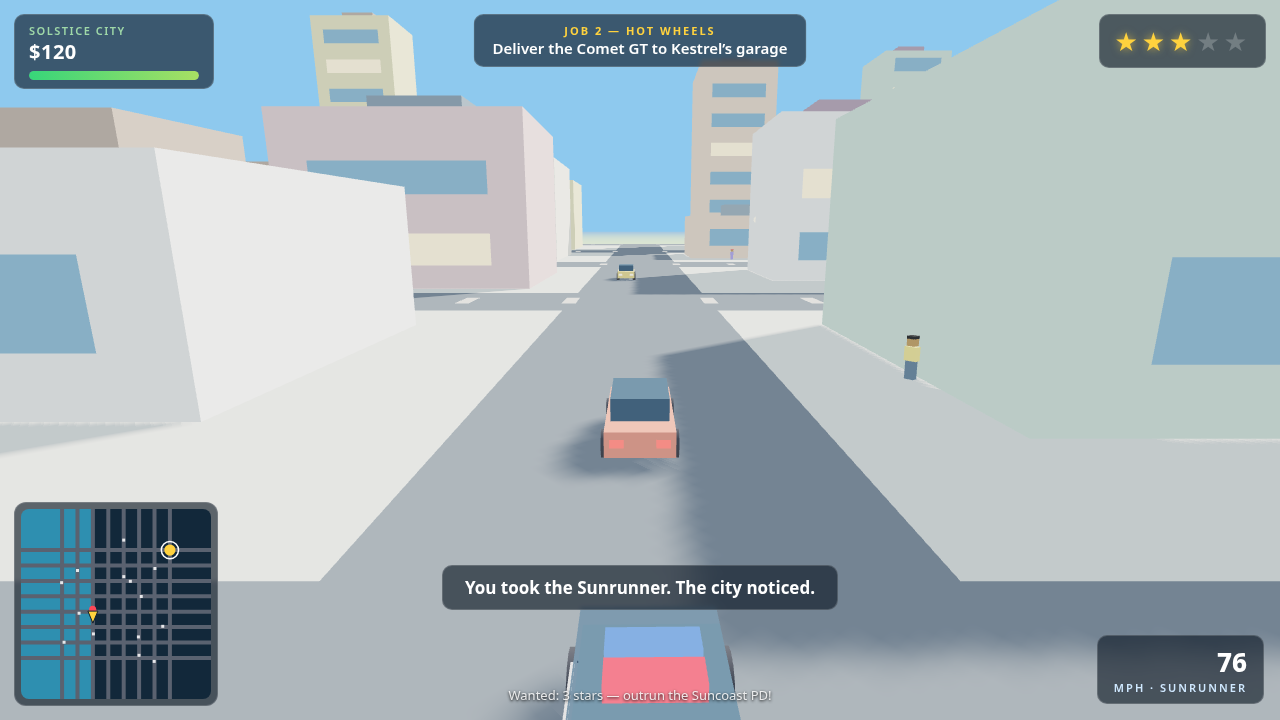 SOLSTICE CITY
$120
JOB 2 — HOT WHEELS
Deliver the Comet GT to Kestrel’s garage
You took the Sunrunner. The city noticed.
Wanted: 3 stars — outrun the Suncoast PD!
76
MPH · SUNRUNNER